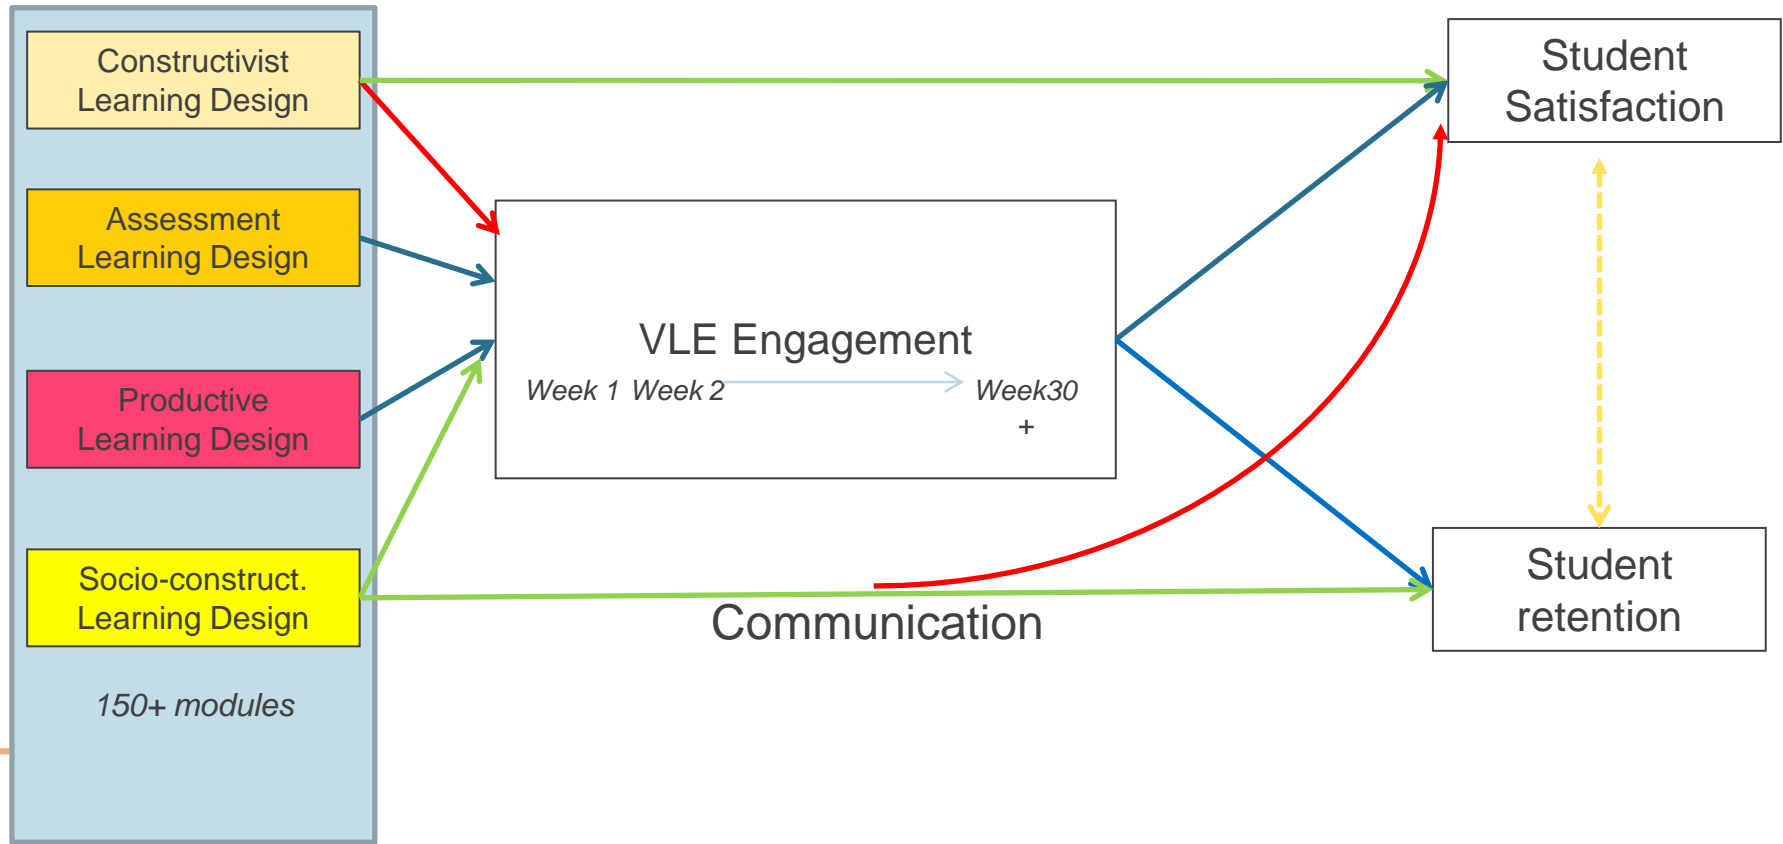 Constructivist
Learning Design
Assessment
Learning Design
Productive
Learning Design
Socio-construct.
Learning Design
150+ modules
VLE Engagement
Week 1 Week 2 Week30
+
Communication
Student
Satisfaction
Student
retention